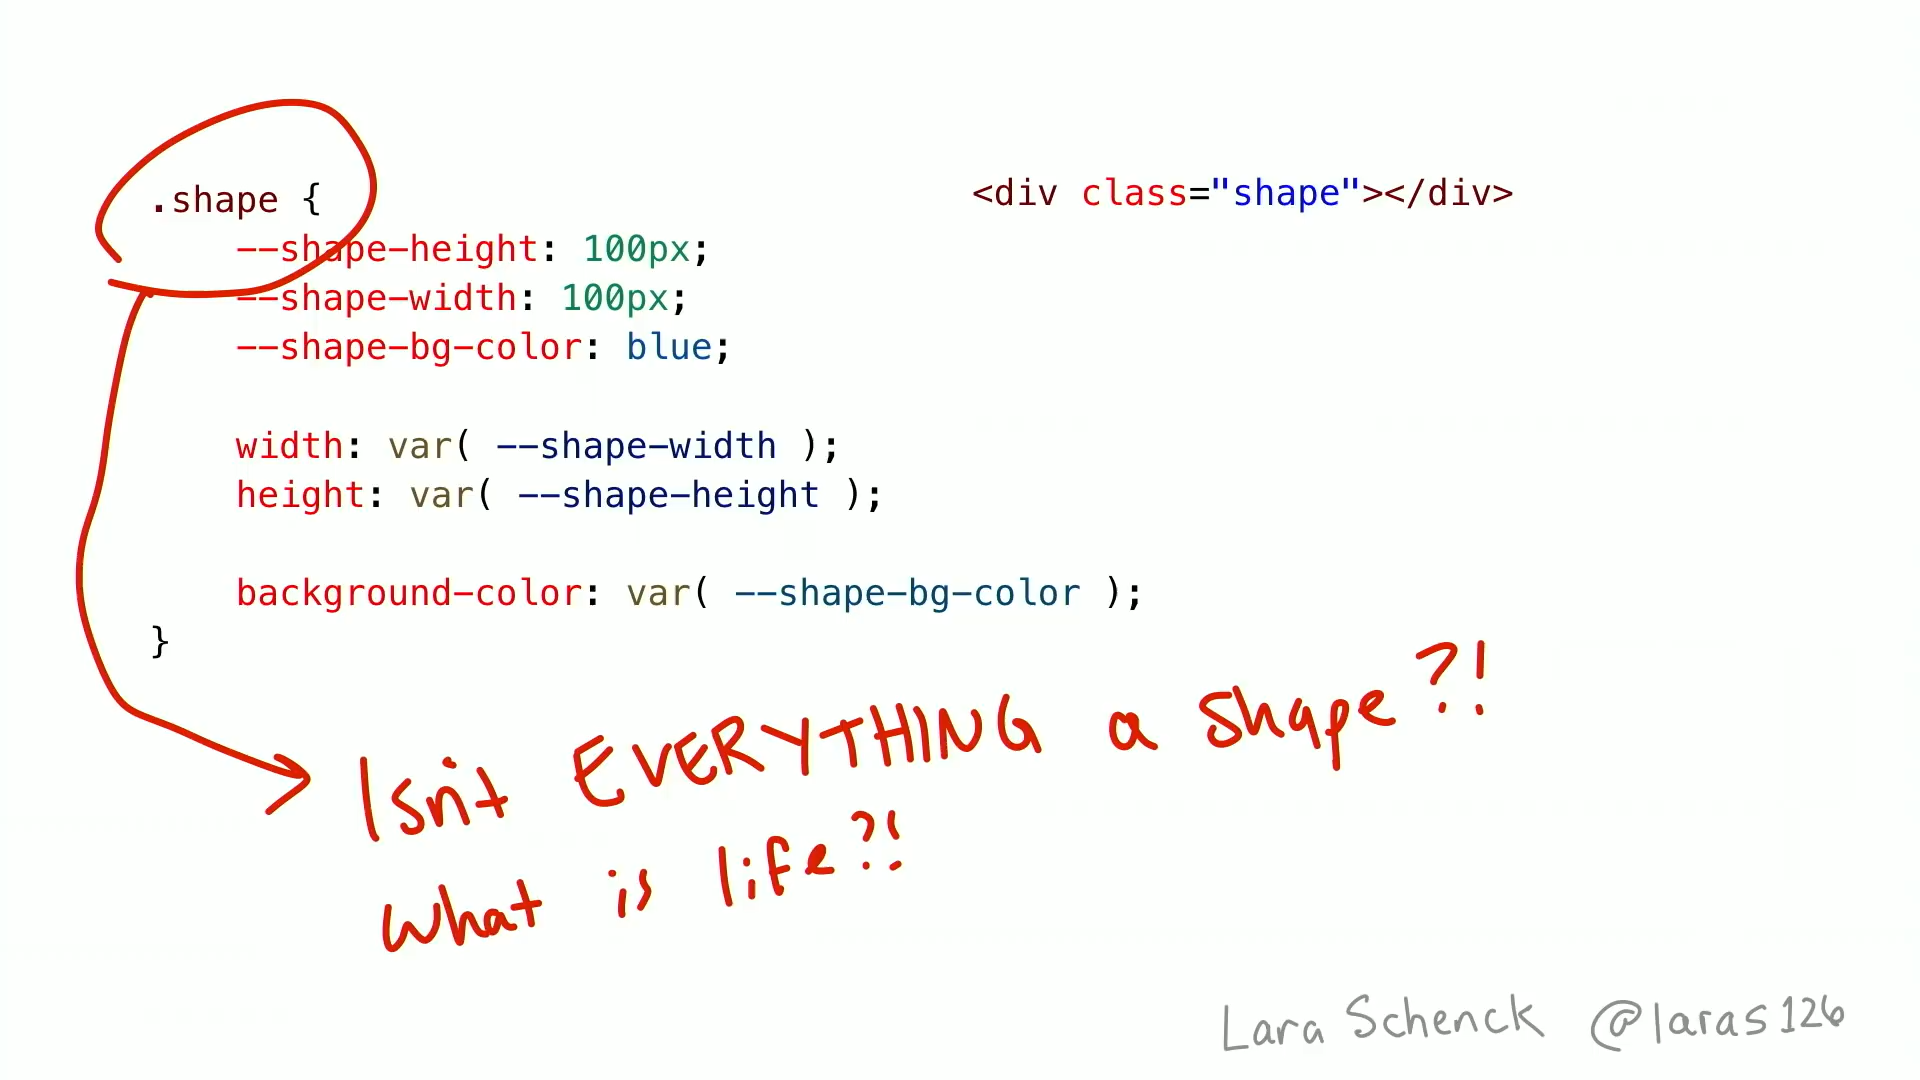 .shape {
--shape-height: 100px;
--shape-width: 100px;
--shape-bg-color: blue;
width: var( --shape-width );
height: var( --shape-height );
background-color: var( --shape-bg-color );
}
<div class="shape"></div>
Isn't EVERYTHING a shape?!
What is life?!
Lara Schenck @laras126